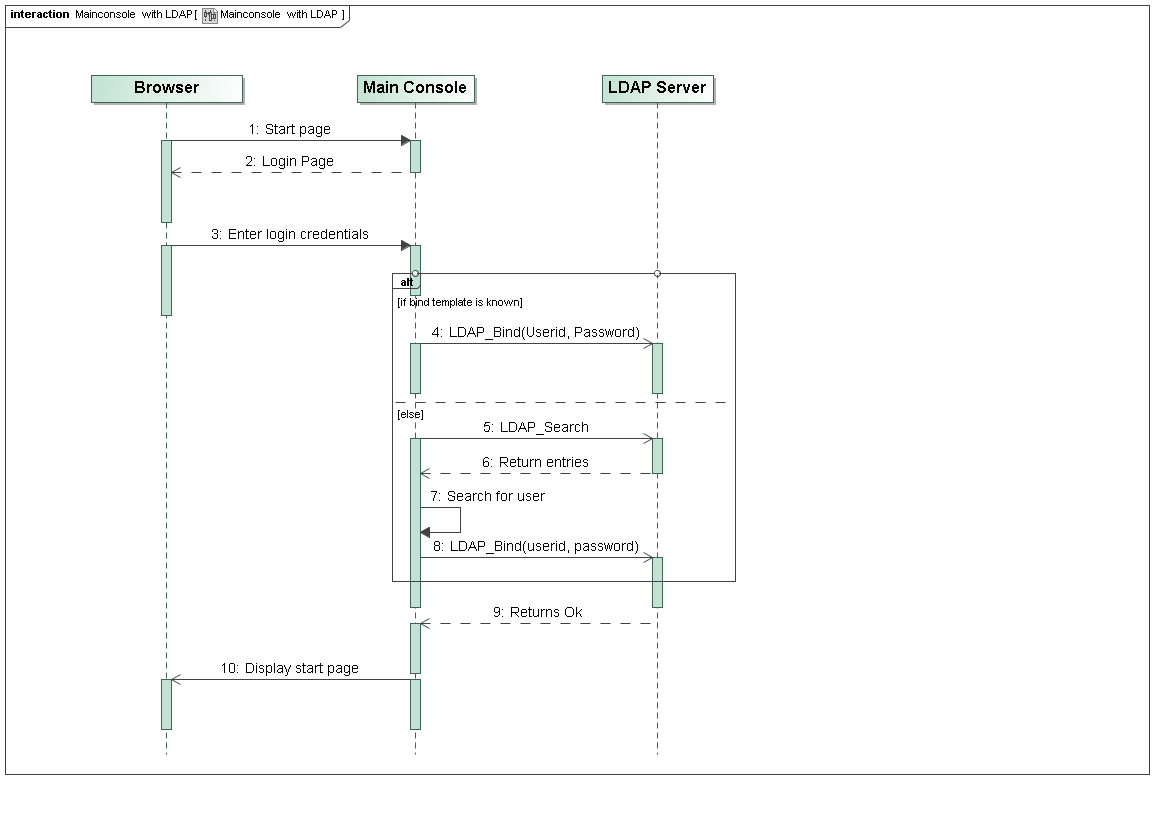 interaction Mainconsole with LDAP[ Mainconsole with LDAP ]
Browser
Main Console
LDAP Server
1: Start page
2: Login Page
3: Enter login credentials
alt
[if bind template is known]
4: LDAP_Bind(Userid, Password)
[else]
5: LDAP_Search
6: Return entries
7: Search for user
8: LDAP_Bind(userid, password)
9: Returns Ok
10: Display start page